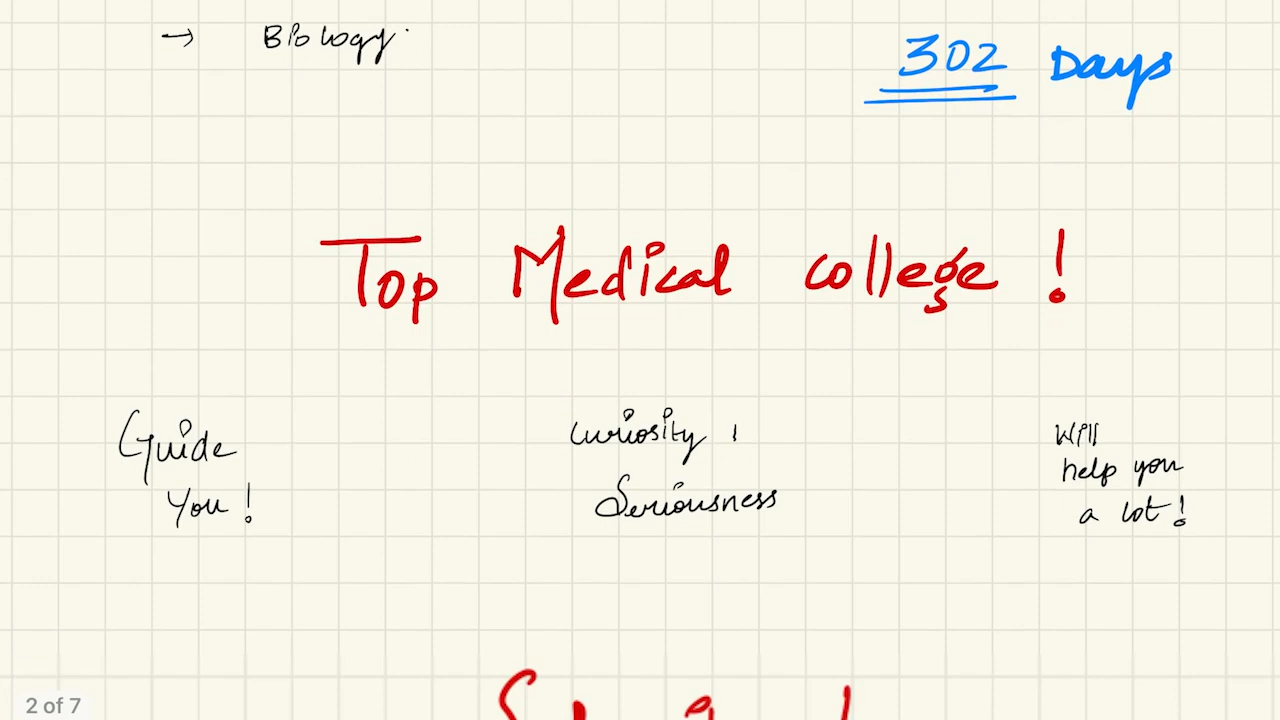 → Biology
302 Days
Top Medical college !
Guide
You !
Curiosity ,
Seriousness
Will
help you
a lot !
2 of 7